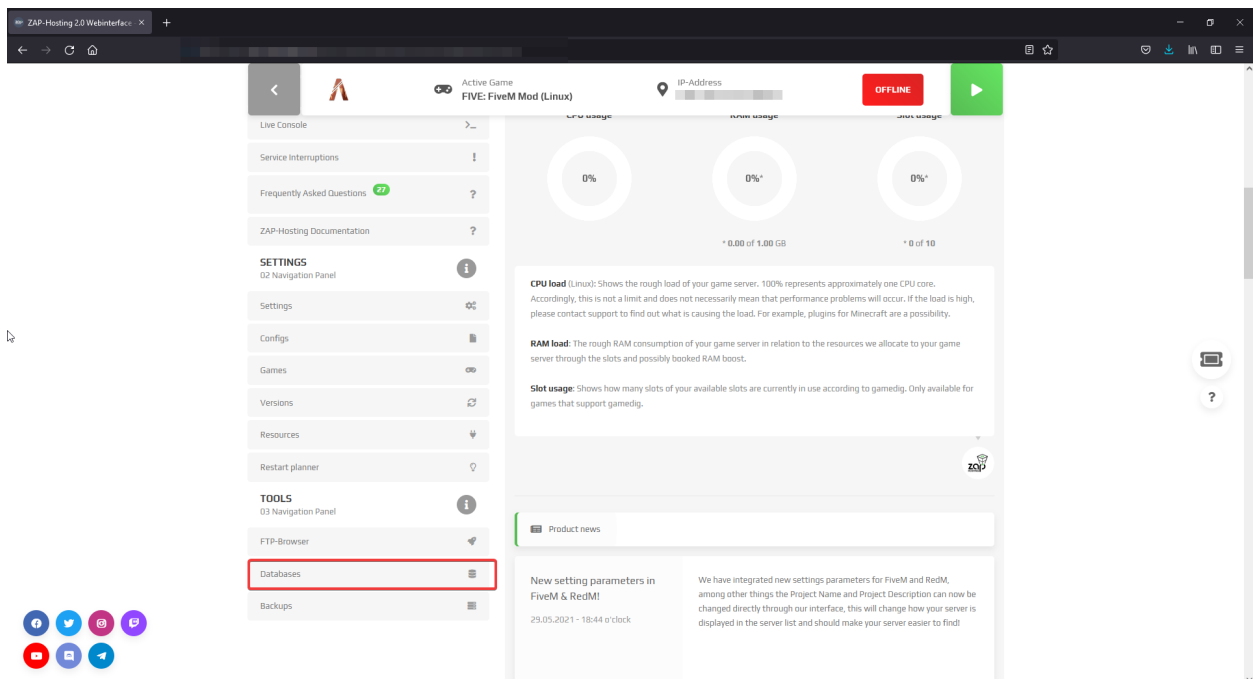 ZAP-Hosting 2.0 Webinterface
Active Game
FIVE: FiveM Mod (Linux)
IP-Address
OFFLINE
Live Console
Service Interruptions
Frequently Asked Questions 27
ZAP-Hosting Documentation
SETTINGS
02 Navigation Panel
Settings
Configs
Games
Versions
Resources
Restart planner
TOOLS
03 Navigation Panel
FTP-Browser
Databases
Backups
CPU usage
RAM usage
Slot usage
0%
0%*
0%*
* 0.00 of 1.00 GB
* 0 of 10
CPU load (Linux): Shows the rough load of your game server. 100% represents approximately one CPU core.
Accordingly, this is not a limit and does not necessarily mean that performance problems will occur. If the load is high,
please contact support to find out what is causing the load. For example, plugins for Minecraft are a possibility.
RAM load: The rough RAM consumption of your game server in relation to the resources we allocate to your game
server through the slots and possibly booked RAM boost.
Slot usage: Shows how many slots of your available slots are currently in use according to gamedig. Only available for
games that support gamedig.
zap
Product news
New setting parameters in
FiveM & RedM!
29.05.2021 - 18:44 o'clock
We have integrated new settings parameters for FiveM and RedM,
among other things the Project Name and Project Description can now be
changed directly through our interface, this will change how your server is
displayed in the server list and should make your server easier to find!